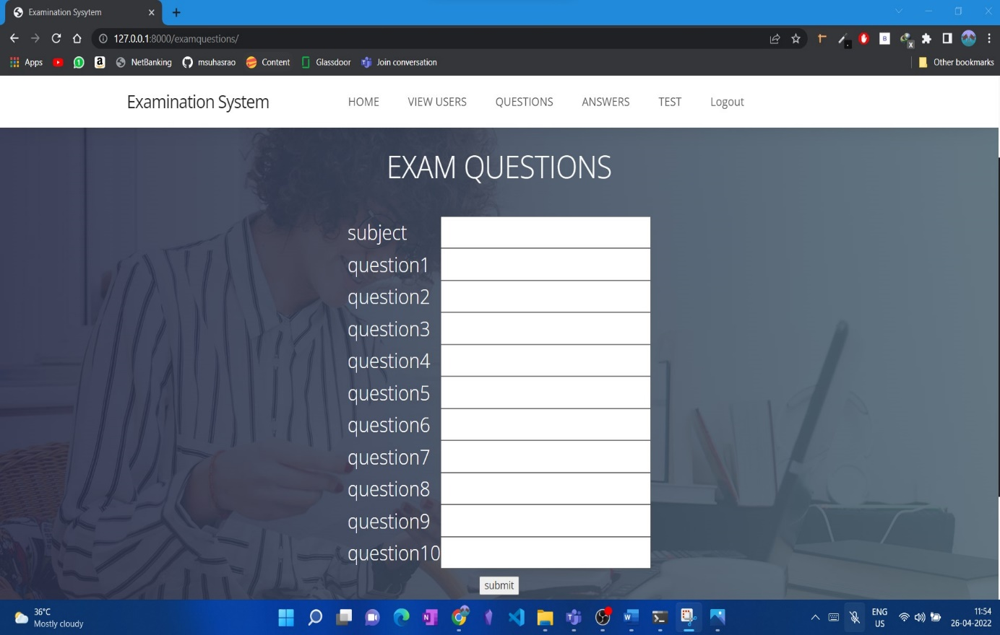 Examination Sysytem
127.0.0.1:8000/examquestions/
Apps NetBanking msuhasrao Content Glassdoor Join conversation Other bookmarks
Examination System HOME VIEW USERS QUESTIONS ANSWERS TEST Logout
EXAM QUESTIONS
subject
question1
question2
question3
question4
question5
question6
question7
question8
question9
question10
submit
36°C
Mostly cloudy
ENG
US
11:54
26-04-2022